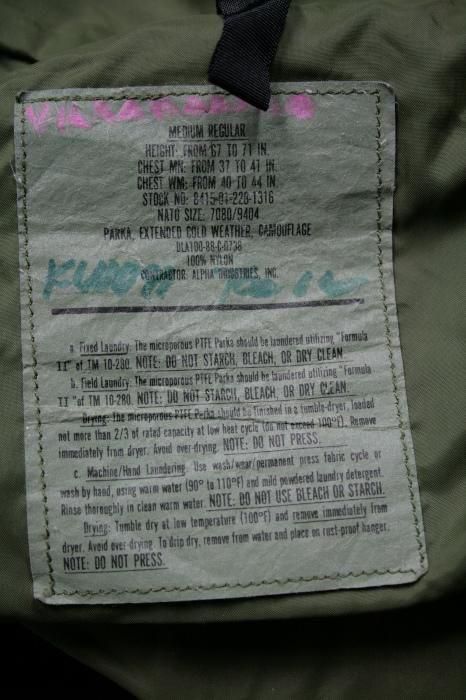 MEDIUM REGULAR
HEIGHT: FROM 67 TO 71 IN.
CHEST MN: FROM 37 TO 41 IN.
CHEST WM: FROM 40 TO 44 IN.
STOCK NO: 8415-01-228-1316
NATO SIZE: 7080/9404
PARKA, EXTENDED COLD WEATHER, CAMOUFLAGE
DLA100-88-C-0738
100% NYLON
CONTRACTOR: ALPHA INDUSTRIES, INC.
a. Fixed Laundry: The microporous PTFE Parka should be laundered utilizing "Formula
II" of TM 10-280. NOTE: DO NOT STARCH, BLEACH, OR DRY CLEAN.
b. Field Laundry: The microporous PTFE Parka should be laundered utilizing "Formula
II" of TM 10-280. NOTE: DO NOT STARCH, BLEACH, OR DRY CLEAN.
Drying: The microporous PTFE Parka should be finished in a tumble-dryer, loaded
not more than 2/3 of rated capacity at low heat cycle (do not exceed 100°F). Remove
immediately from dryer. Avoid over-drying. NOTE: DO NOT PRESS.
c. Machine/Hand Laundering: Use wash/wear/permanent press fabric cycle or
wash by hand, using warm water (90° to 110°F) and mild powdered laundry detergent.
Rinse thoroughly in clean warm water. NOTE: DO NOT USE BLEACH OR STARCH.
Drying: Tumble dry at low temperature (100°F) and remove immediately from
dryer. Avoid over-drying. To drip dry, remove from water and place on rust-proof hanger.
NOTE: DO NOT PRESS.